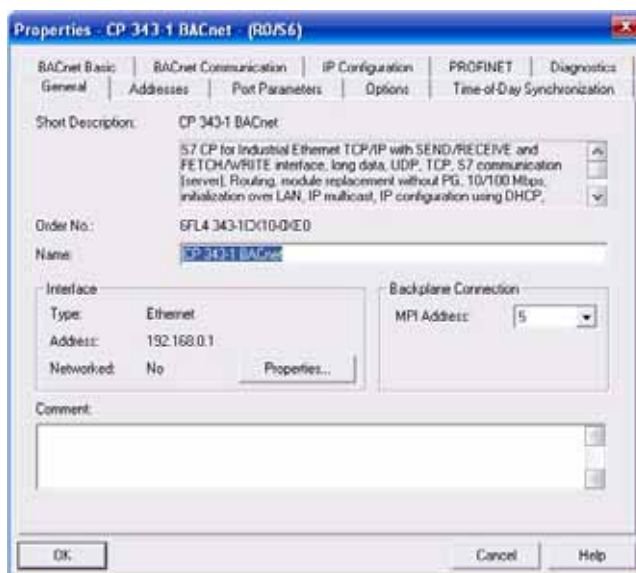 Properties - CP 343-1 BACnet - (R0/S6)
BACnet Basic BACnet Communication IP Configuration PROFINET Diagnostics
General Addresses Port Parameters Options Time-of-Day Synchronization
Short Description: CP 343-1 BACnet
S7 CP for Industrial Ethernet TCP/IP with SEND/RECEIVE and
FETCH/WRITE interface, long data, UDP, TCP, S7 communication
(server), Routing, module replacement without PG, 10/100 Mbps,
initialization over LAN, IP multicast, IP configuration using DHCP,
Order No.:
Name: CP 343-1 BACnet
Interface
Type: Ethernet
Address: 192.168.0.1
Networked: No Properties...
Backplane Connection
MPI Address: 5
Comment:
OK Cancel Help